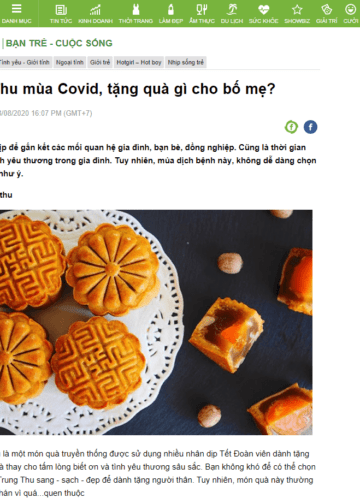 DANH MỤC TIN TỨC KINH DOANH THỜI TRANG LÀM ĐẸP ẨM THỰC DU LỊCH SỨC KHỎE SHOWBIZ GIẢI TRÍ CƯỜI
BẠN TRẺ - CUỘC SỐNG
Tình yêu - Giới tính Ngoại tình Giới trẻ Hotgirl - Hot boy Nhịp sống trẻ
hu mùa Covid, tặng quà gì cho bố mẹ?
/08/2020 16:07 PM (GMT+7)
ịp để gắn kết các mối quan hệ gia đình, bạn bè, đồng nghiệp. Cũng là thời gian
h yêu thương trong gia đình. Tuy nhiên, mùa dịch bệnh này, không dễ dàng chọn
như ý.
thu
là một món quà truyền thống được sử dụng nhiều nhân dịp Tết Đoàn viên dành tặng
à thay cho tấm lòng biết ơn và tình yêu thương sâu sắc. Bạn không khó để có thể chọn
Trung Thu sang - sạch - đẹp để dành tặng người thân. Tuy nhiên, món quà này thường
hân vì quá...quen thuộc